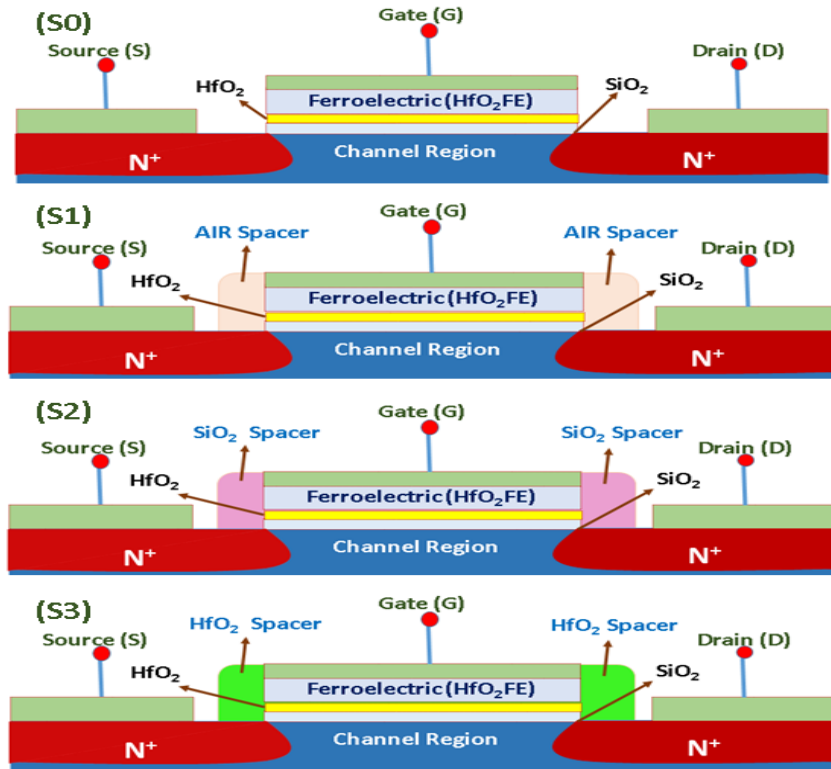 (S0)
Gate (G)
Source (S)
Drain (D)
HfO₂
SiO₂
Ferroelectric (HfO₂FE)
Channel Region
N⁺
N⁺
(S1)
Gate (G)
AIR Spacer
AIR Spacer
Source (S)
Drain (D)
HfO₂
SiO₂
Ferroelectric (HfO₂FE)
Channel Region
N⁺
N⁺
(S2)
Gate (G)
SiO₂ Spacer
SiO₂ Spacer
Source (S)
Drain (D)
HfO₂
SiO₂
Ferroelectric (HfO₂FE)
Channel Region
N⁺
N⁺
(S3)
Gate (G)
HfO₂ Spacer
HfO₂ Spacer
Source (S)
Drain (D)
HfO₂
SiO₂
Ferroelectric (HfO₂FE)
Channel Region
N⁺
N⁺